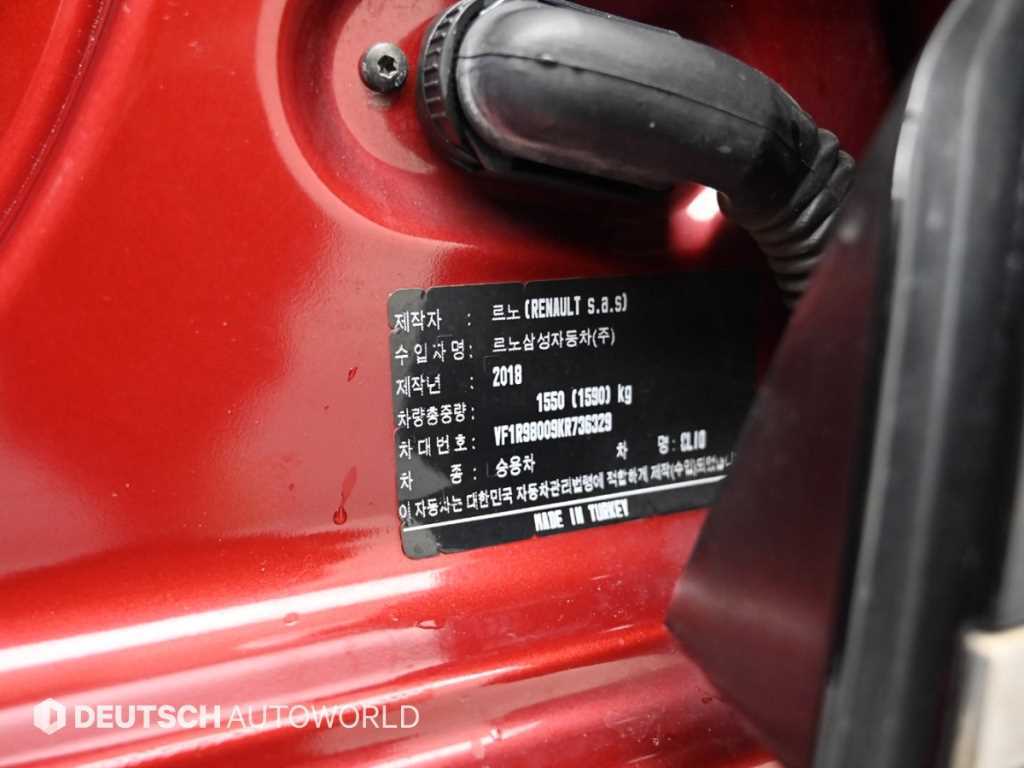 제작자 : 르노 (RENAULT s.a.s)
수입자명 : 르노삼성자동차(주)
제작년 : 2018
차량총중량 : 1550 (1590) kg
차대번호 : VF1R98009KR736329
차 종 : 승용차 차 명 : CLIO
이 자동차는 대한민국 자동차관리법령에 적합하게 제작(수입)되었습니
MADE IN TURKEY
DEUTSCH AUTOWORLD